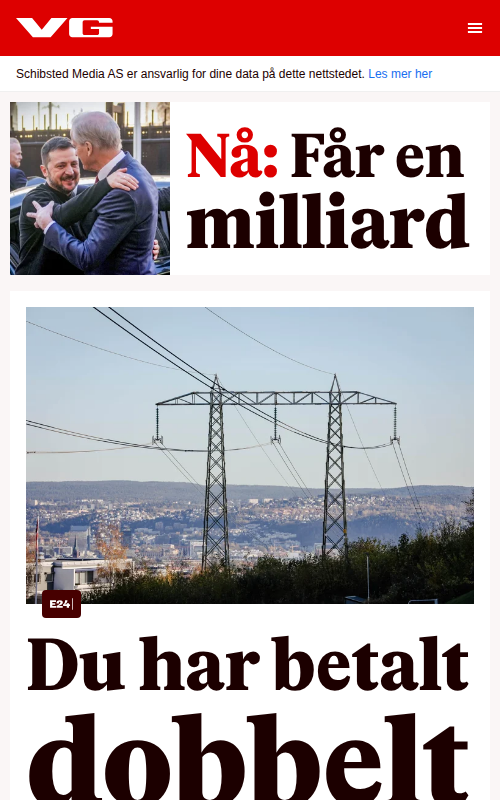 VG
Schibsted Media AS er ansvarlig for dine data på dette nettstedet. Les mer her
Nå: Får en
milliard
E24
Du har betalt
dobbelt